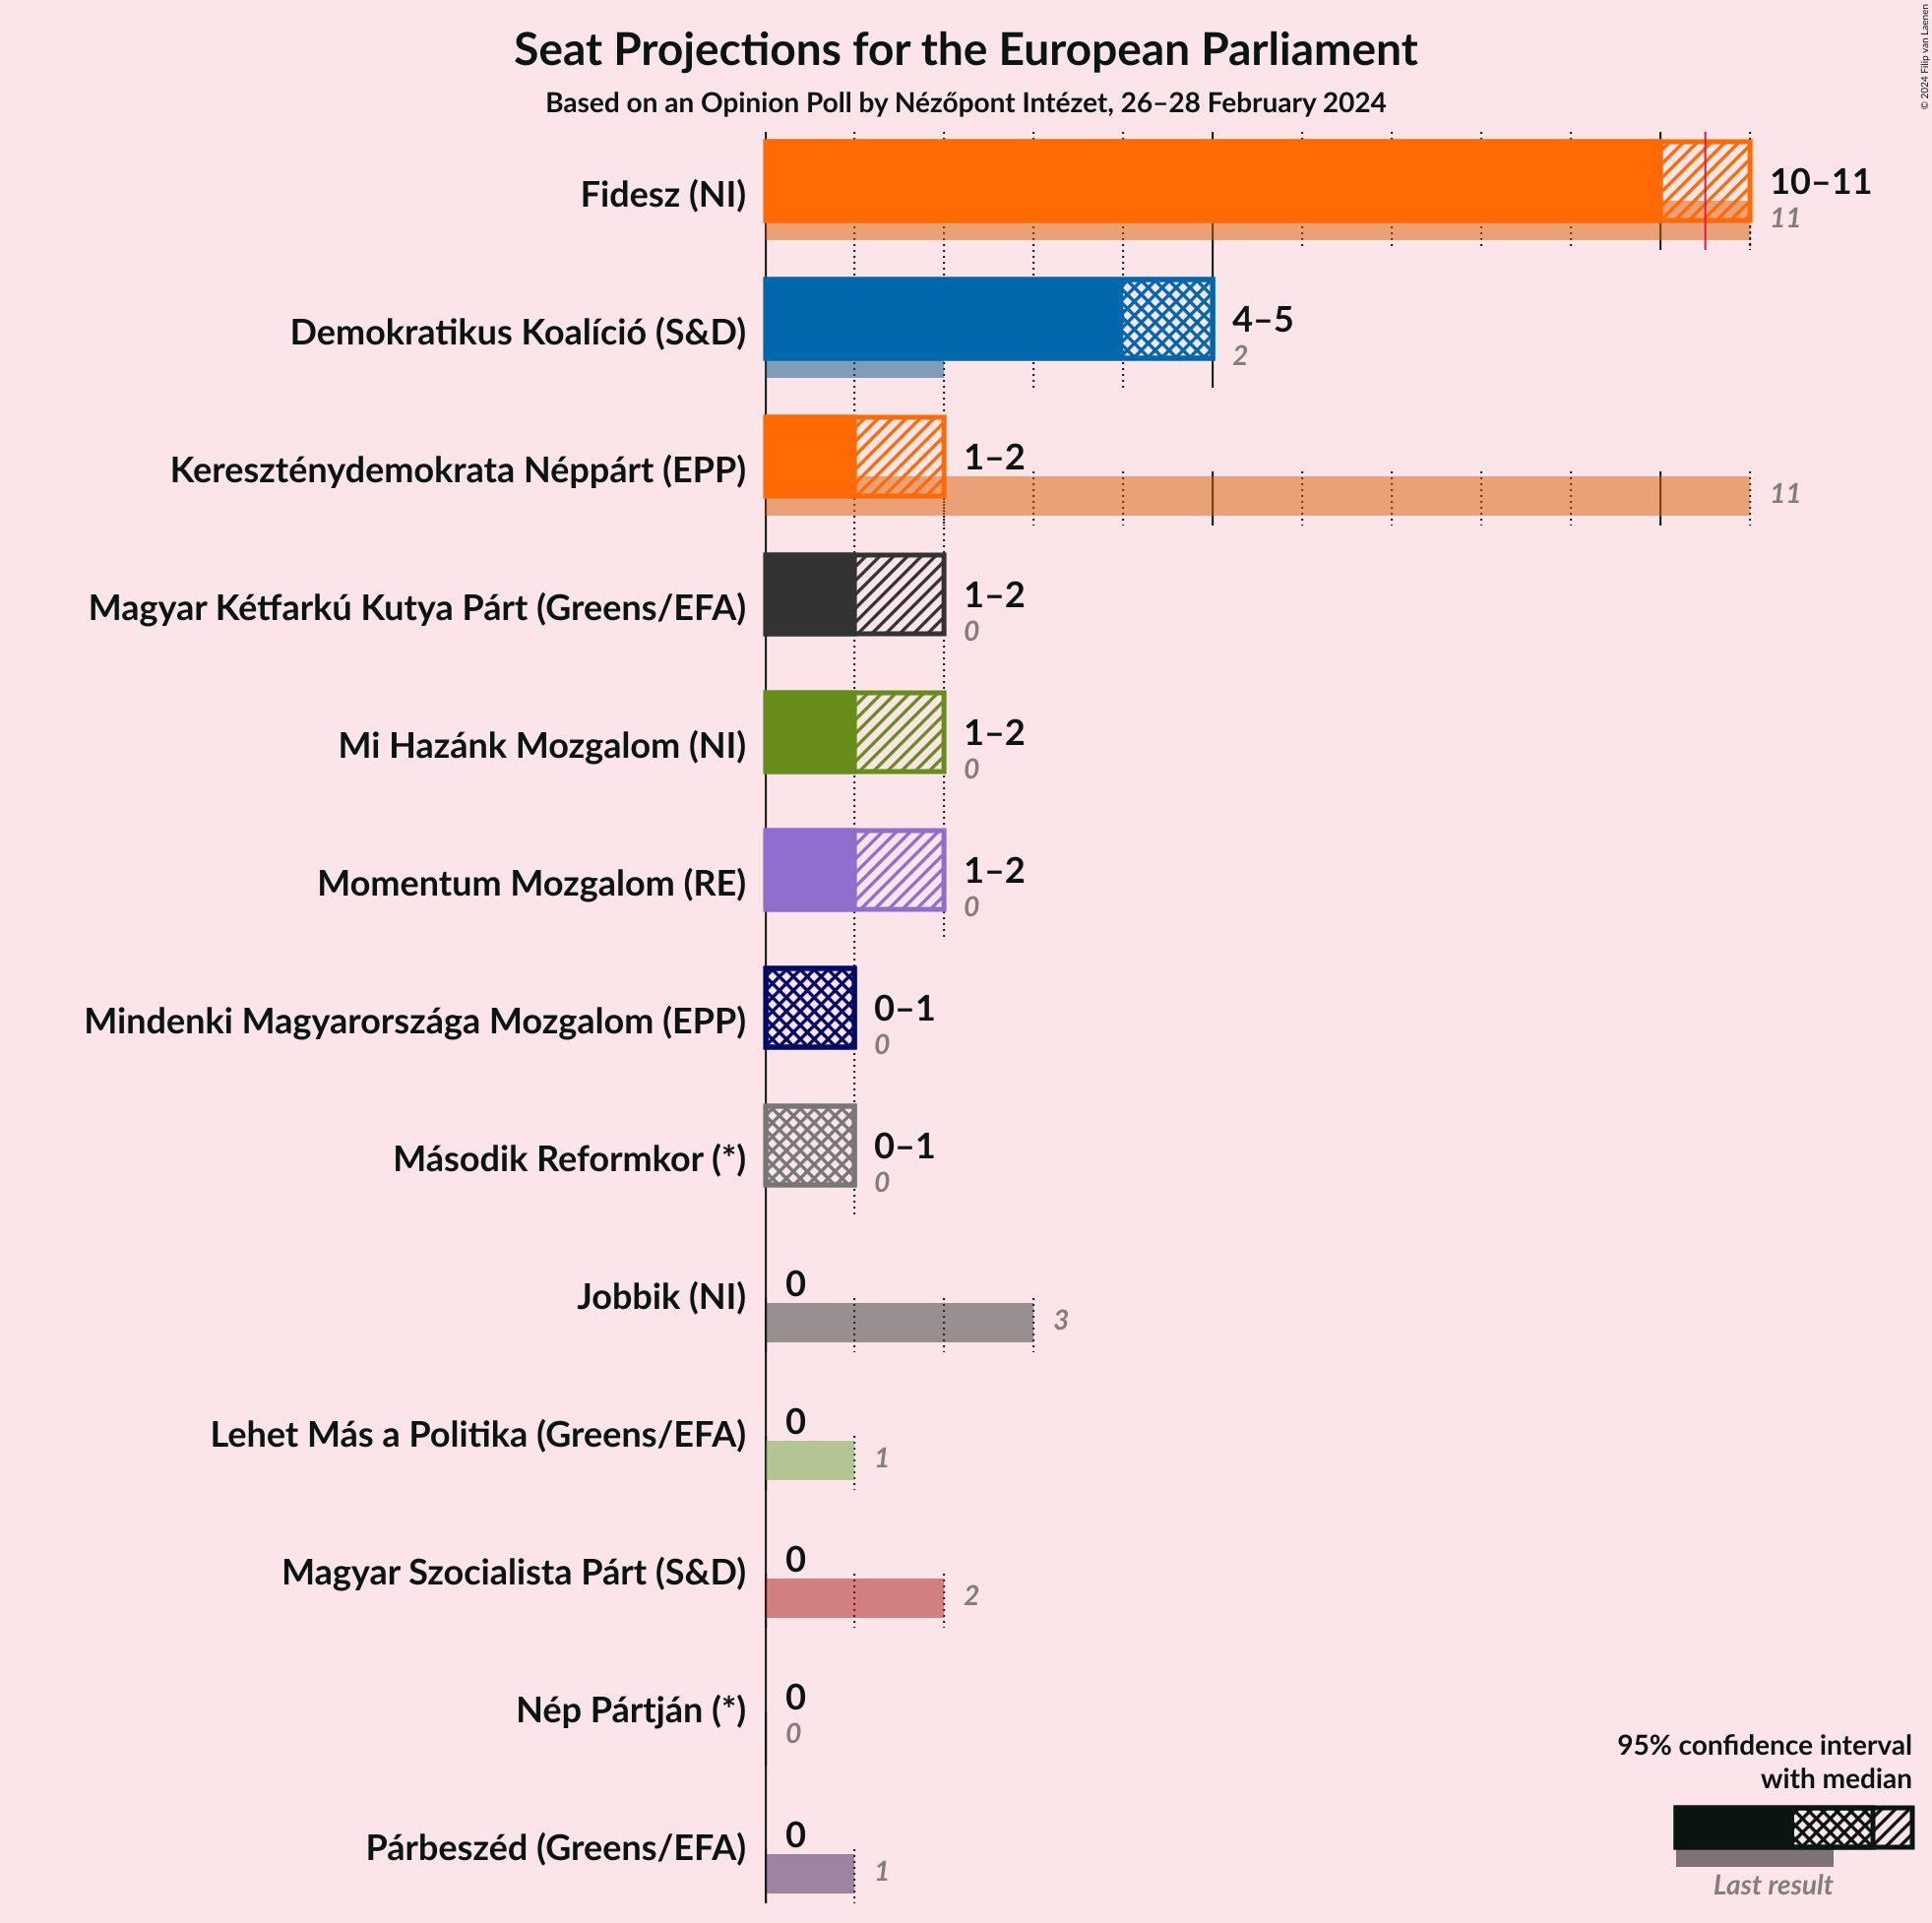 Seat Projections for the European Parliament
Based on an Opinion Poll by Nézőpont Intézet, 26–28 February 2024
© 2024 Filip van Laenen
Fidesz (NI)
10–11
11
Demokratikus Koalíció (S&D)
4–5
2
Kereszténydemokrata Néppárt (EPP)
1–2
11
Magyar Kétfarkú Kutya Párt (Greens/EFA)
1–2
0
Mi Hazánk Mozgalom (NI)
1–2
0
Momentum Mozgalom (RE)
1–2
0
Mindenki Magyarországa Mozgalom (EPP)
0–1
0
Második Reformkor (*)
0–1
0
Jobbik (NI)
0
3
Lehet Más a Politika (Greens/EFA)
0
1
Magyar Szocialista Párt (S&D)
0
2
Nép Pártján (*)
0
0
Párbeszéd (Greens/EFA)
0
1
95% confidence interval
with median
Last result